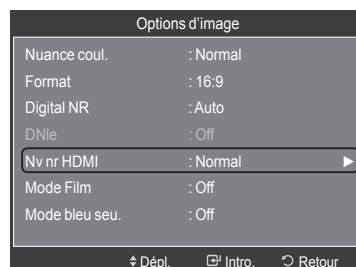 Options d'image
Nuance coul. : Normal
Format : 16:9
Digital NR : Auto
DNIe : Off
Nv nr HDMI : Normal ►
Mode Film : Off
Mode bleu seu. : Off
Dépl. Intro. Retour